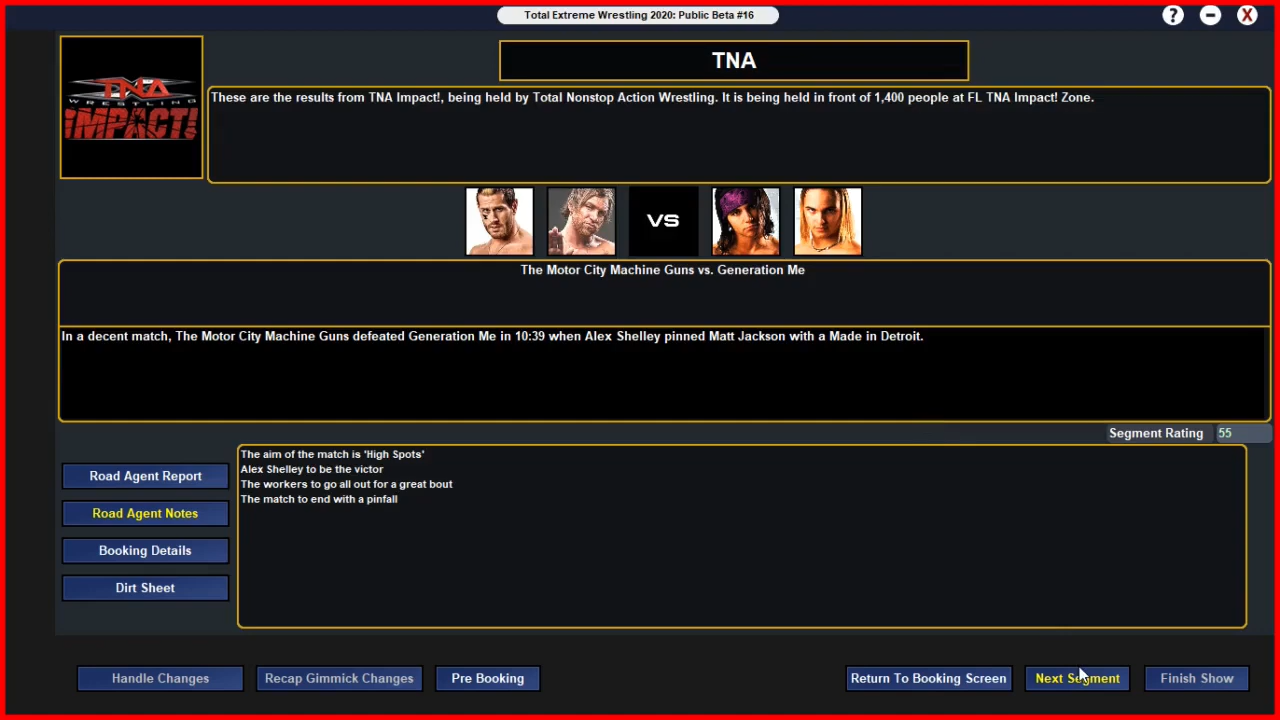 Total Extreme Wrestling 2020: Public Beta #16
?
X
TNA
WRESTLING
IMPACT!
TNA
These are the results from TNA Impact!, being held by Total Nonstop Action Wrestling. It is being held in front of 1,400 people at FL TNA Impact! Zone.
VS
The Motor City Machine Guns vs. Generation Me
In a decent match, The Motor City Machine Guns defeated Generation Me in 10:39 when Alex Shelley pinned Matt Jackson with a Made in Detroit.
Segment Rating 55
Road Agent Report
Road Agent Notes
Booking Details
Dirt Sheet
The aim of the match is 'High Spots'
Alex Shelley to be the victor
The workers to go all out for a great bout
The match to end with a pinfall
Handle Changes
Recap Gimmick Changes
Pre Booking
Return To Booking Screen
Next Segment
Finish Show